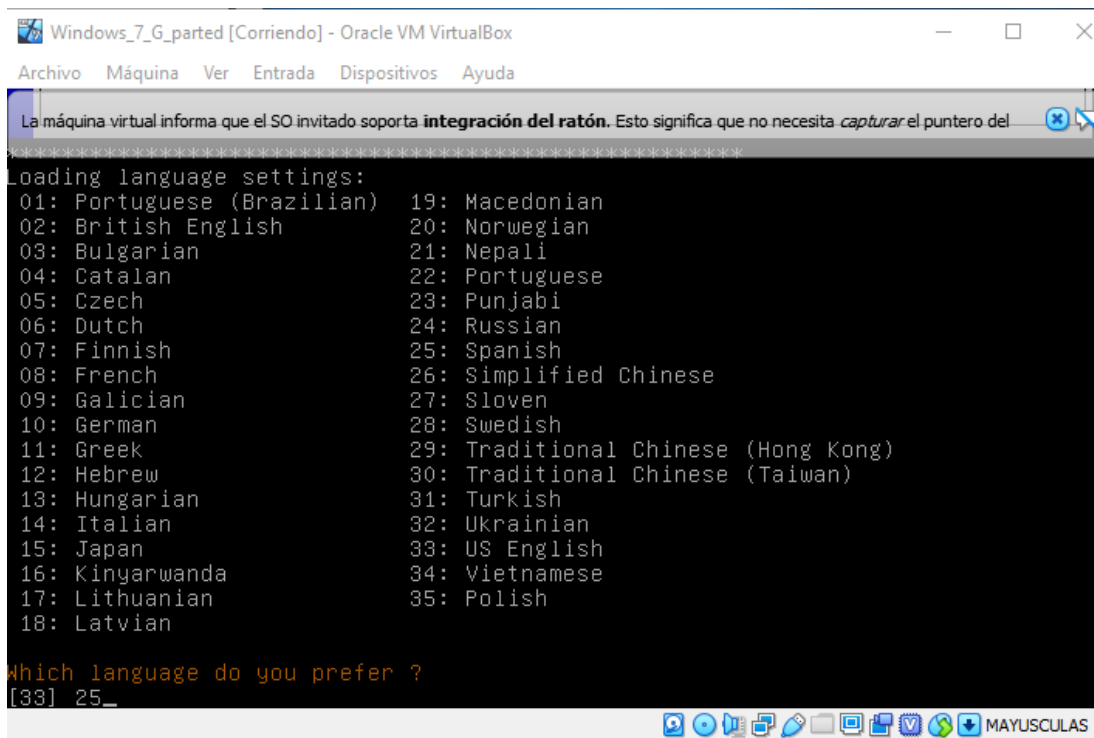 Windows_7_G_parted [Corriendo] - Oracle VM VirtualBox
Archivo Máquina Ver Entrada Dispositivos Ayuda
La máquina virtual informa que el SO invitado soporta integración del ratón. Esto significa que no necesita capturar el puntero del
*****************************************************
Loading language settings:
01: Portuguese (Brazilian) 19: Macedonian
02: British English 20: Norwegian
03: Bulgarian 21: Nepali
04: Catalan 22: Portuguese
05: Czech 23: Punjabi
06: Dutch 24: Russian
07: Finnish 25: Spanish
08: French 26: Simplified Chinese
09: Galician 27: Sloven
10: German 28: Swedish
11: Greek 29: Traditional Chinese (Hong Kong)
12: Hebrew 30: Traditional Chinese (Taiwan)
13: Hungarian 31: Turkish
14: Italian 32: Ukrainian
15: Japan 33: US English
16: Kinyarwanda 34: Vietnamese
17: Lithuanian 35: Polish
18: Latvian
Which language do you prefer ?
[33] 25_
MAYUSCULAS